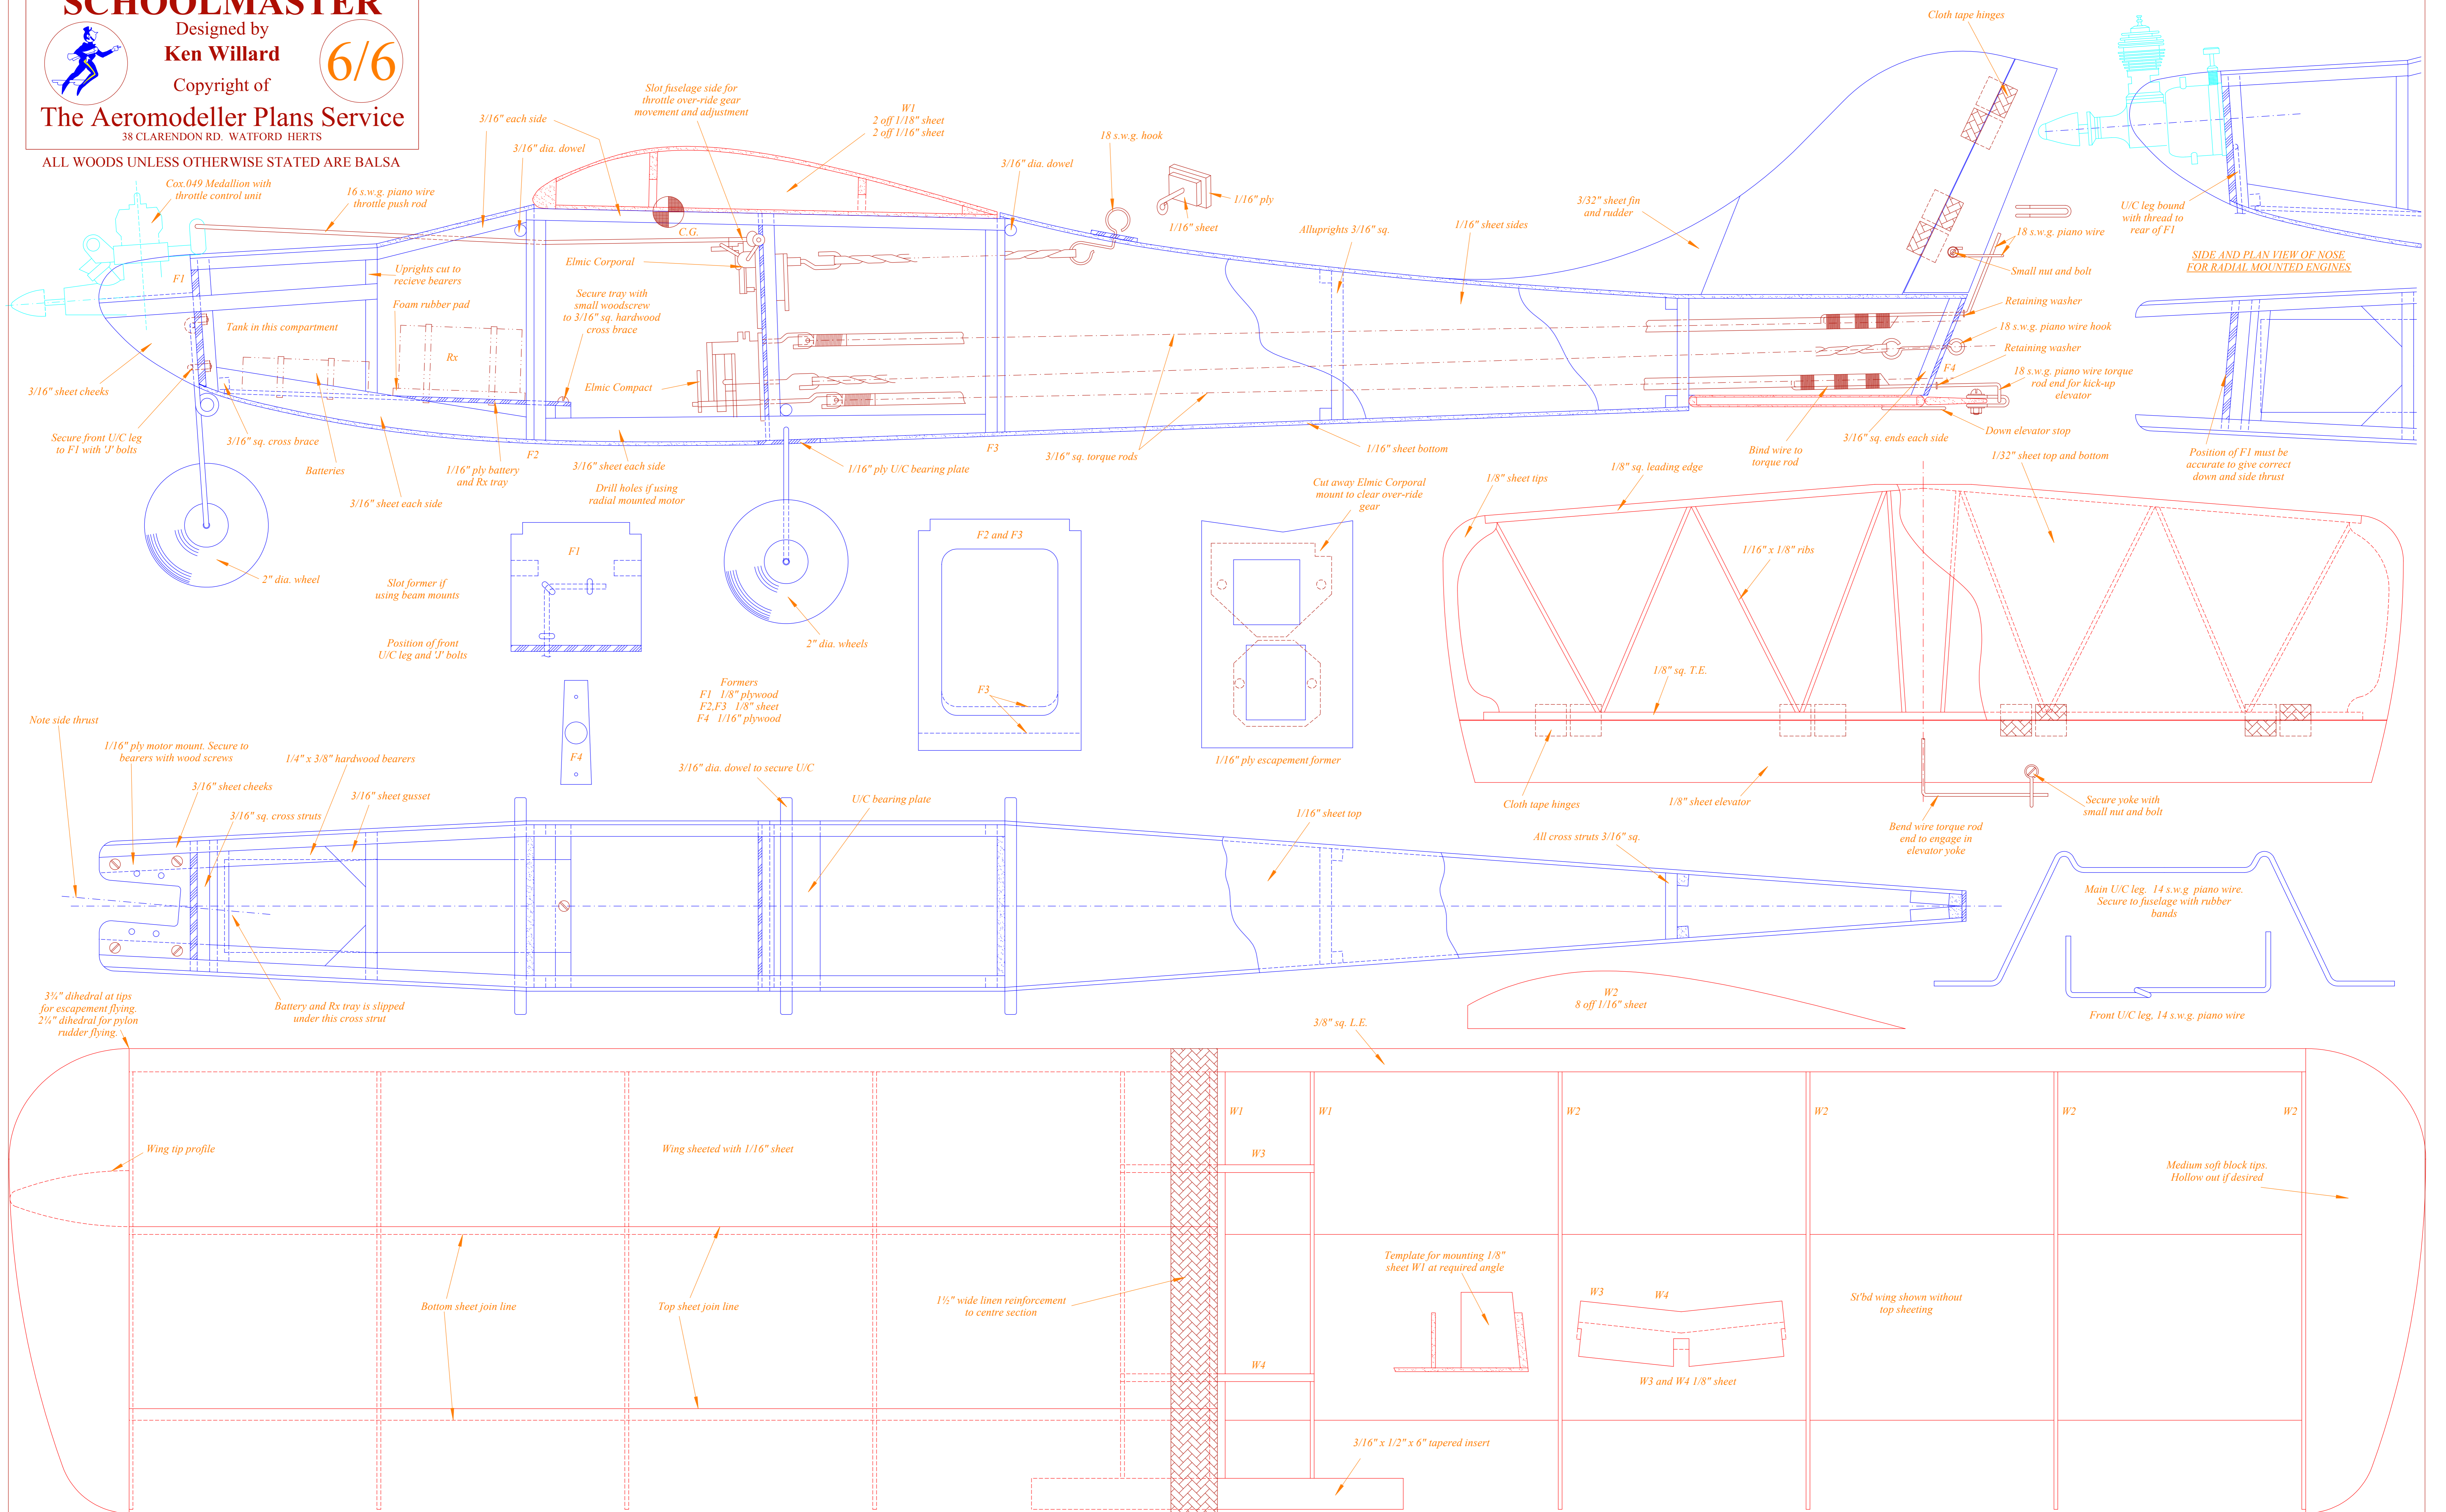 SCHOOLMASTER
Designed by
Ken Willard
6/6
Copyright of
The Aeromodeller Plans Service
38 CLARENDON RD. WATFORD HERTS
ALL WOODS UNLESS OTHERWISE STATED ARE BALSA
Cox.049 Medallion with
throttle control unit
16 s.w.g. piano wire
throttle push rod
3/16" each side
3/16" dia. dowel
Slot fuselage side for
throttle over-ride gear
movement and adjustment
W1
2 off 1/18" sheet
2 off 1/16" sheet
3/16" dia. dowel
18 s.w.g. hook
1/16" ply
1/16" sheet
Alluprights 3/16" sq.
1/16" sheet sides
3/32" sheet fin
and rudder
Cloth tape hinges
U/C leg bound
with thread to
rear of F1
18 s.w.g. piano wire
Small nut and bolt
SIDE AND PLAN VIEW OF NOSE
FOR RADIAL MOUNTED ENGINES
Retaining washer
18 s.w.g. piano wire hook
Retaining washer
18 s.w.g. piano wire torque
rod end for kick-up
elevator
F4
Down elevator stop
3/16" sq. ends each side
Bind wire to
torque rod
F1
Uprights cut to
recieve bearers
Foam rubber pad
Tank in this compartment
Rx
C.G.
Elmic Corporal
Secure tray with
small woodscrew
to 3/16" sq. hardwood
cross brace
Elmic Compact
3/16" sheet cheeks
Secure front U/C leg
to F1 with 'J' bolts
3/16" sq. cross brace
Batteries
1/16" ply battery
and Rx tray
3/16" sheet each side
F2
3/16" sheet each side
Drill holes if using
radial mounted motor
1/16" ply U/C bearing plate
F3
3/16" sq. torque rods
1/16" sheet bottom
Position of F1 must be
accurate to give correct
down and side thrust
2" dia. wheel
Slot former if
using beam mounts
Position of front
U/C leg and 'J' bolts
F1
2" dia. wheels
F2 and F3
F3
Cut away Elmic Corporal
mount to clear over-ride
gear
1/16" ply escapement former
1/8" sheet tips
1/8" sq. leading edge
1/32" sheet top and bottom
1/16" x 1/8" ribs
1/8" sq. T.E.
Cloth tape hinges
1/8" sheet elevator
Secure yoke with
small nut and bolt
Bend wire torque rod
end to engage in
elevator yoke
Formers
F1 1/8" plywood
F2,F3 1/8" sheet
F4 1/16" plywood
F4
Note side thrust
1/16" ply motor mount. Secure to
bearers with wood screws
3/16" sheet cheeks
3/16" sq. cross struts
1/4" x 3/8" hardwood bearers
3/16" sheet gusset
3/16" dia. dowel to secure U/C
U/C bearing plate
1/16" sheet top
All cross struts 3/16" sq.
Main U/C leg. 14 s.w.g piano wire.
Secure to fuselage with rubber
bands
Front U/C leg. 14 s.w.g. piano wire
3¾" dihedral at tips
for escapement flying.
2¼" dihedral for pylon
rudder flying.
Battery and Rx tray is slipped
under this cross strut
W2
8 off 1/16" sheet
3/8" sq. L.E.
W1
W1
W2
W2
W2
W2
Wing tip profile
Wing sheeted with 1/16" sheet
W3
Medium soft block tips.
Hollow out if desired
Bottom sheet join line
Top sheet join line
1½" wide linen reinforcement
to centre section
Template for mounting 1/8"
sheet W1 at required angle
W3
W4
St'bd wing shown without
top sheeting
W4
W3 and W4 1/8" sheet
3/16" x 1/2" x 6" tapered insert